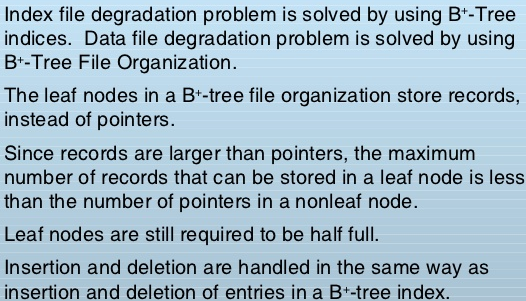 Index file degradation problem is solved by using B+-Tree
indices.  Data file degradation problem is solved by using
B+-Tree File Organization.
The leaf nodes in a B+-tree file organization store records,
instead of pointers.
Since records are larger than pointers, the maximum
number of records that can be stored in a leaf node is less
than the number of pointers in a nonleaf node.
Leaf nodes are still required to be half full.
Insertion and deletion are handled in the same way as
insertion and deletion of entries in a B+-tree index.